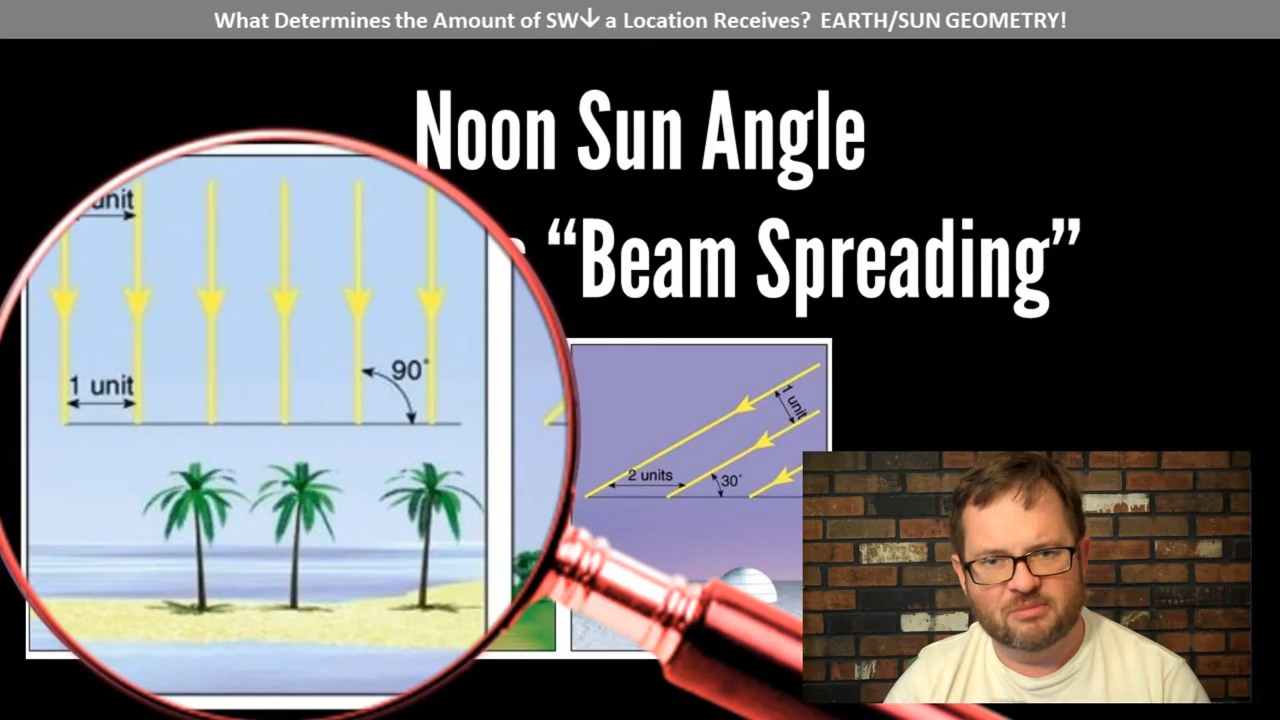 What Determines the Amount of SW↓ a Location Receives? EARTH/SUN GEOMETRY!
Noon Sun Angle
“Beam Spreading”
unit
1 unit
90°
1 unit
2 units
30°